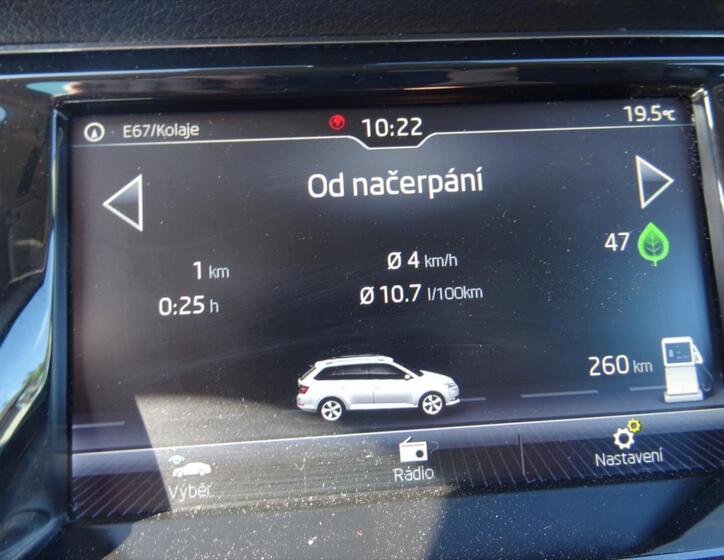 E67/Kolaje 10:22 19.5°C
Od načerpání
47
1 km Ø 4 km/h
0:25 h Ø 10.7 l/100km
260 km
Výběr Rádio Nastavení